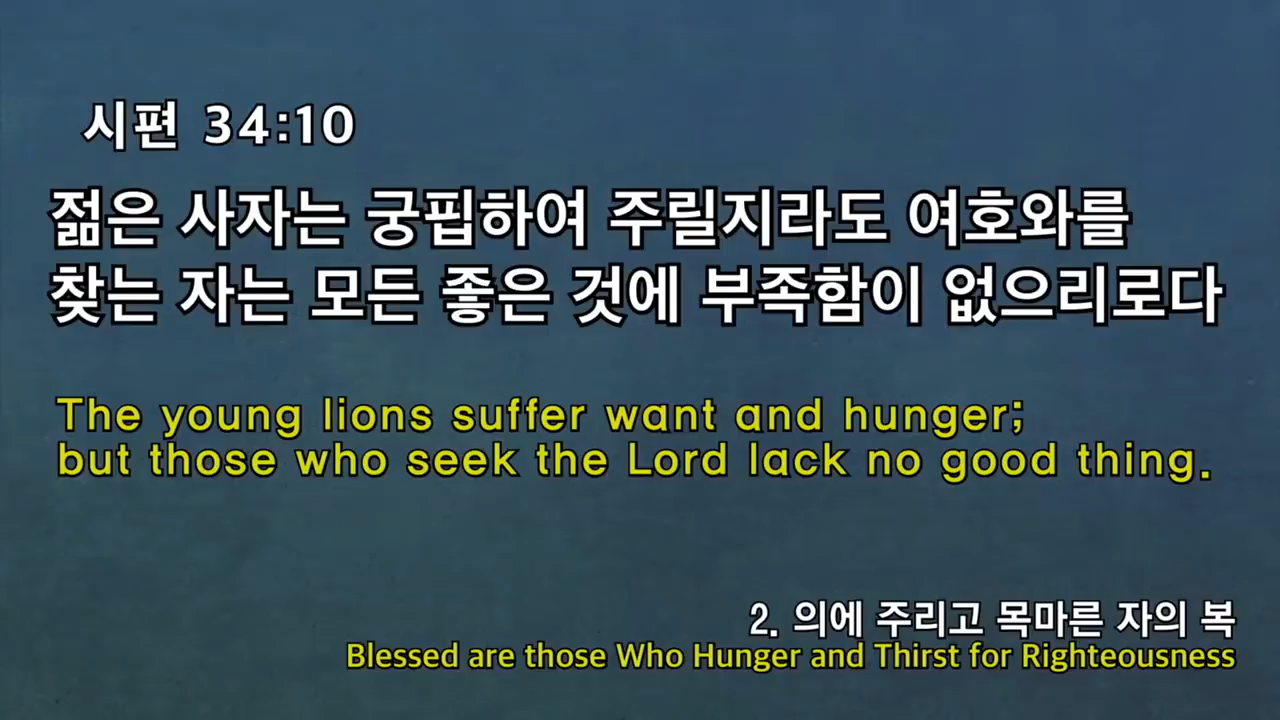 시편 34:10
젊은 사자는 궁핍하여 주릴지라도 여호와를
찾는 자는 모든 좋은 것에 부족함이 없으리로다
The young lions suffer want and hunger;
but those who seek the Lord lack no good thing.
2. 의에 주리고 목마른 자의 복
Blessed are those Who Hunger and Thirst for Righteousness